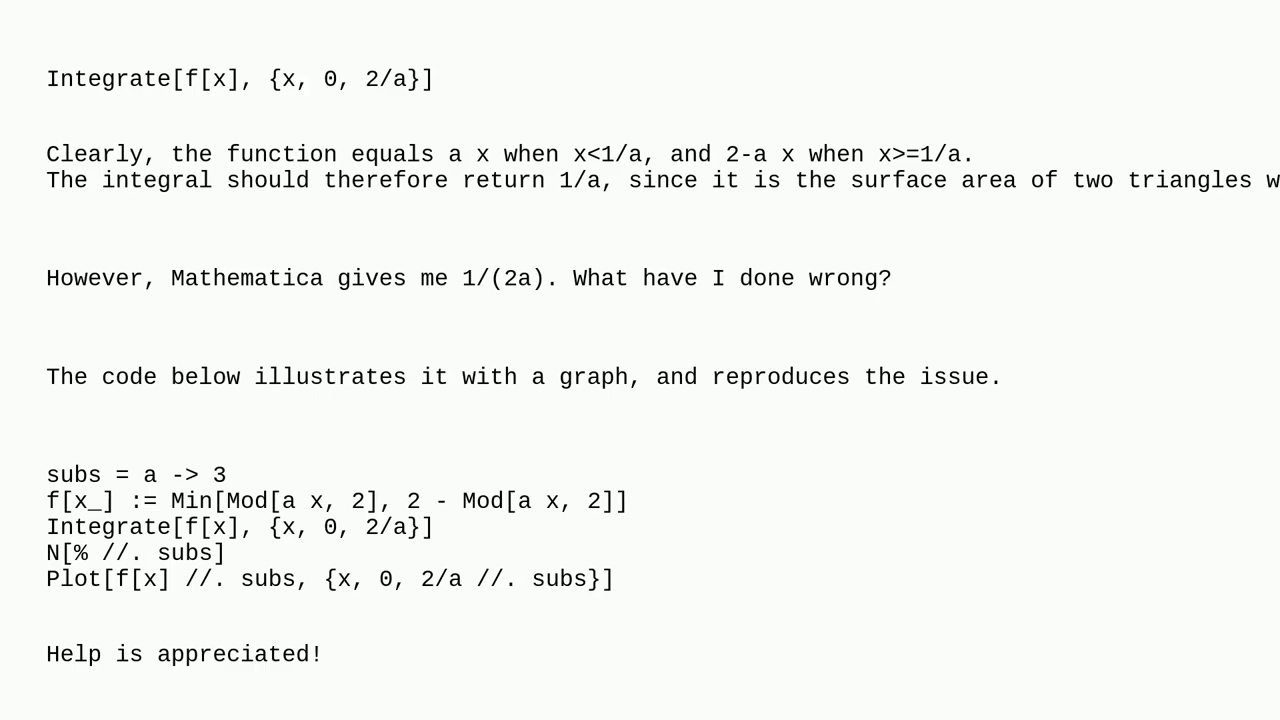 Integrate[f[x], {x, 0, 2/a}]
Clearly, the function equals a x when x<1/a, and 2-a x when x>=1/a.
The integral should therefore return 1/a, since it is the surface area of two triangles
However, Mathematica gives me 1/(2a). What have I done wrong?
The code below illustrates it with a graph, and reproduces the issue.
subs = a -> 3
f[x_] := Min[Mod[a x, 2], 2 - Mod[a x, 2]]
Integrate[f[x], {x, 0, 2/a}]
N[% //. subs]
Plot[f[x] //. subs, {x, 0, 2/a //. subs}]
Help is appreciated!